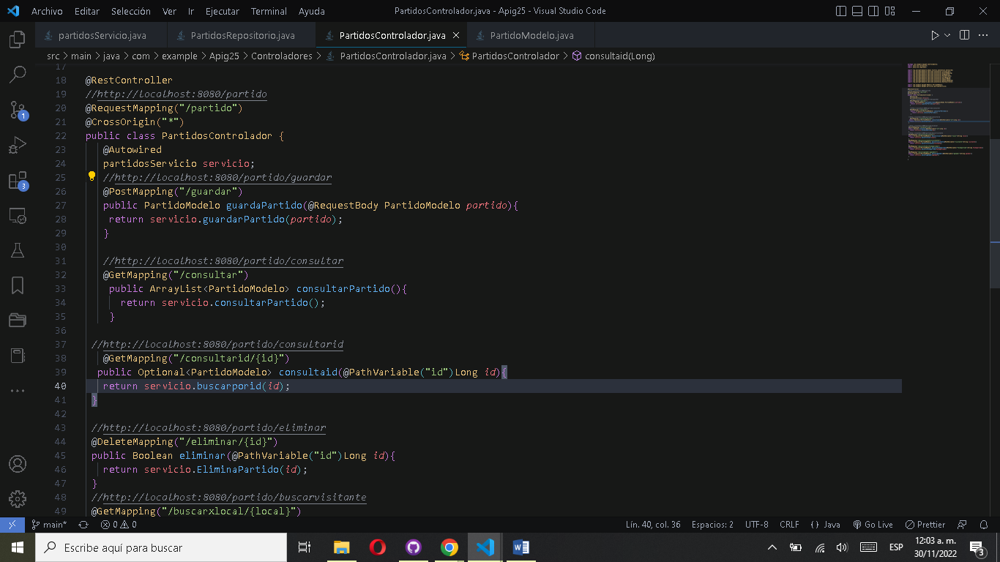 Archivo Editar Selección Ver Ir Ejecutar Terminal Ayuda PartidosControlador.java - Apig25 - Visual Studio Code
partidosServicio.java PartidosRepositorio.java PartidosControlador.java PartidoModelo.java
src > main > java > com > example > Apig25 > Controladores > PartidosControlador.java > PartidosControlador > consultaid(Long)
17
18 @RestController
19 //http://localhost:8080/partido
20 @RequestMapping("/partido")
21 @CrossOrigin("*")
22 public class PartidosControlador {
23 @Autowired
24 partidosServicio servicio;
25 //http://localhost:8080/partido/guardar
26 @PostMapping("/guardar")
27 public PartidoModelo guardaPartido(@RequestBody PartidoModelo partido){
28 return servicio.guardarPartido(partido);
29 }
30
31 //http://localhost:8080/partido/consultar
32 @GetMapping("/consultar")
33 public ArrayList<PartidoModelo> consultarPartido(){
34 return servicio.consultarPartido();
35 }
36
37 //http://localhost:8080/partido/consultarid
38 @GetMapping("/consultarid/{id}")
39 public Optional<PartidoModelo> consultaid(@PathVariable("id")Long id){
40 return servicio.buscarporid(id);
41 }
42
43 //http://localhost:8080/partido/eliminar
44 @DeleteMapping("/eliminar/{id}")
45 public Boolean eliminar(@PathVariable("id")Long id){
46 return servicio.EliminaPartido(id);
47 }
48 //http://localhost:8080/partido/buscarvisitante
49 @GetMapping("/buscarxlocal/{local}")
1
3
main* 0 0 Lín. 40, col. 36 Espacios: 2 UTF-8 CRLF {} Java Go Live Prettier
Escribe aquí para buscar ESP 12:03 a. m.
30/11/2022 3